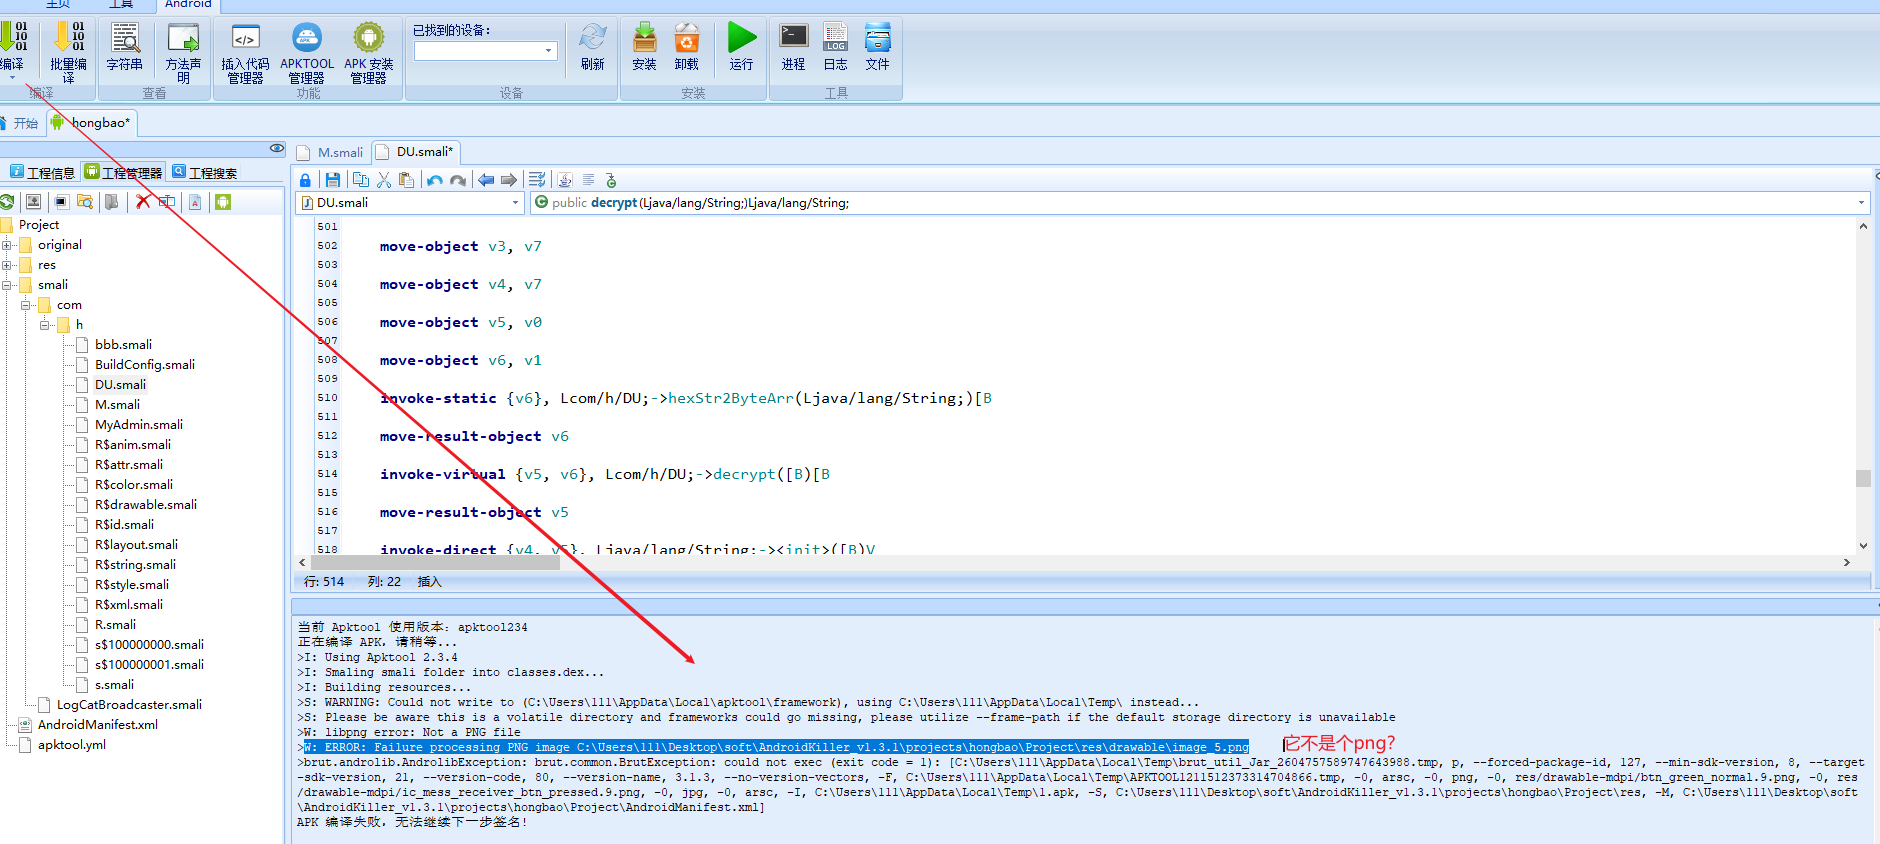 主页 工具 Android
编译
批量编译
字符串
方法声明
插入代码管理器
APKTOOL管理器
APK 安装管理器
已找到的设备:
刷新
安装
卸载
运行
进程
日志
文件
编译 查看 功能 设备 安装 工具
开始 hongbao*
工程信息 工程管理器 工程搜索
Project
original
res
smali
com
h
bbb.smali
BuildConfig.smali
DU.smali
M.smali
MyAdmin.smali
R$anim.smali
R$attr.smali
R$color.smali
R$drawable.smali
R$id.smali
R$layout.smali
R$string.smali
R$style.smali
R$xml.smali
R.smali
s$100000000.smali
s$100000001.smali
s.smali
LogCatBroadcaster.smali
AndroidManifest.xml
apktool.yml
M.smali DU.smali*
DU.smali public decrypt(Ljava/lang/String;)Ljava/lang/String;
501
502 move-object v3, v7
503
504 move-object v4, v7
505
506 move-object v5, v0
507
508 move-object v6, v1
509
510 invoke-static {v6}, Lcom/h/DU;->hexStr2ByteArr(Ljava/lang/String;)[B
511
512 move-result-object v6
513
514 invoke-virtual {v5, v6}, Lcom/h/DU;->decrypt([B)[B
515
516 move-result-object v5
517
518 invoke-direct {v4, v5}, Ljava/lang/String;-><init>([B)V
行: 514 列: 22 插入
当前 Apktool 使用版本: apktool234
正在编译 APK, 请稍等...
>I: Using Apktool 2.3.4
>I: Smaling smali folder into classes.dex...
>I: Building resources...
>S: WARNING: Could not write to (C:\Users\lll\AppData\Local\apktool\framework), using C:\Users\lll\AppData\Local\Temp\ instead...
>S: Please be aware this is a volatile directory and frameworks could go missing, please utilize --frame-path if the default storage directory is unavailable
>W: libpng error: Not a PNG file
>W: ERROR: Failure processing PNG image C:\Users\lll\Desktop\soft\AndroidKiller_v1.3.1\projects\hongbao\Project\res\drawable\image_5.png 它不是个png?
>brut.androlib.AndrolibException: brut.common.BrutException: could not exec (exit code = 1): [C:\Users\lll\AppData\Local\Temp\brut_util_Jar_2604757589747643988.tmp, p, --forced-package-id, 127, --min-sdk-version, 8, --target
-sdk-version, 21, --version-code, 80, --version-name, 3.1.3, --no-version-vectors, -F, C:\Users\lll\AppData\Local\Temp\APKTOOL1211512373314704866.tmp, -0, arsc, -0, png, -0, res/drawable-mdpi/btn_green_normal.9.png, -0, res
/drawable-mdpi/ic_mess_receiver_btn_pressed.9.png, -0, jpg, -0, arsc, -I, C:\Users\lll\AppData\Local\Temp\1.apk, -S, C:\Users\lll\Desktop\soft\AndroidKiller_v1.3.1\projects\hongbao\Project\res, -M, C:\Users\lll\Desktop\soft
\AndroidKiller_v1.3.1\projects\hongbao\Project\AndroidManifest.xml]
APK 编译失败, 无法继续下一步签名!